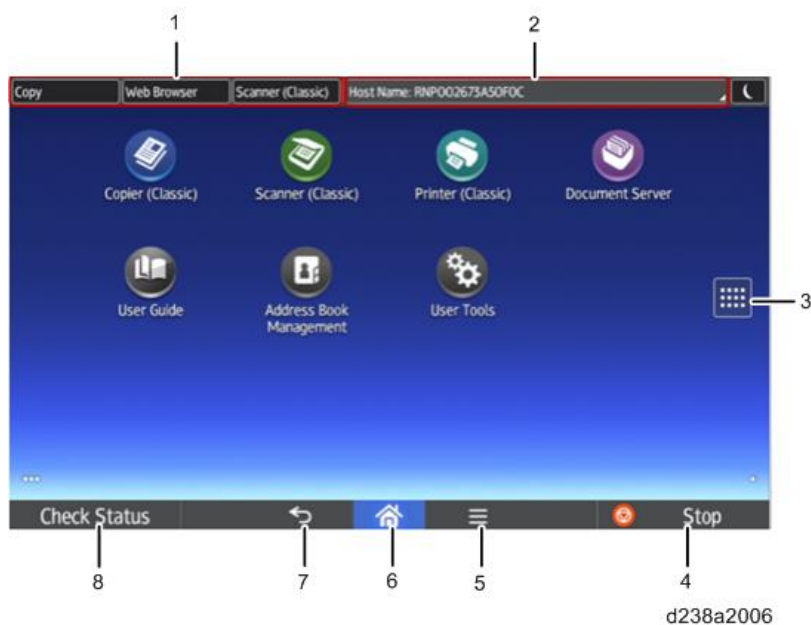 1 2
Copy Web Browser Scanner (Classic) Host Name: RNP002673A50F0C
Copier (Classic) Scanner (Classic) Printer (Classic) Document Server
3
User Guide Address Book User Tools
Management
Check Status Stop
8 7 6 5 4
d238a2006